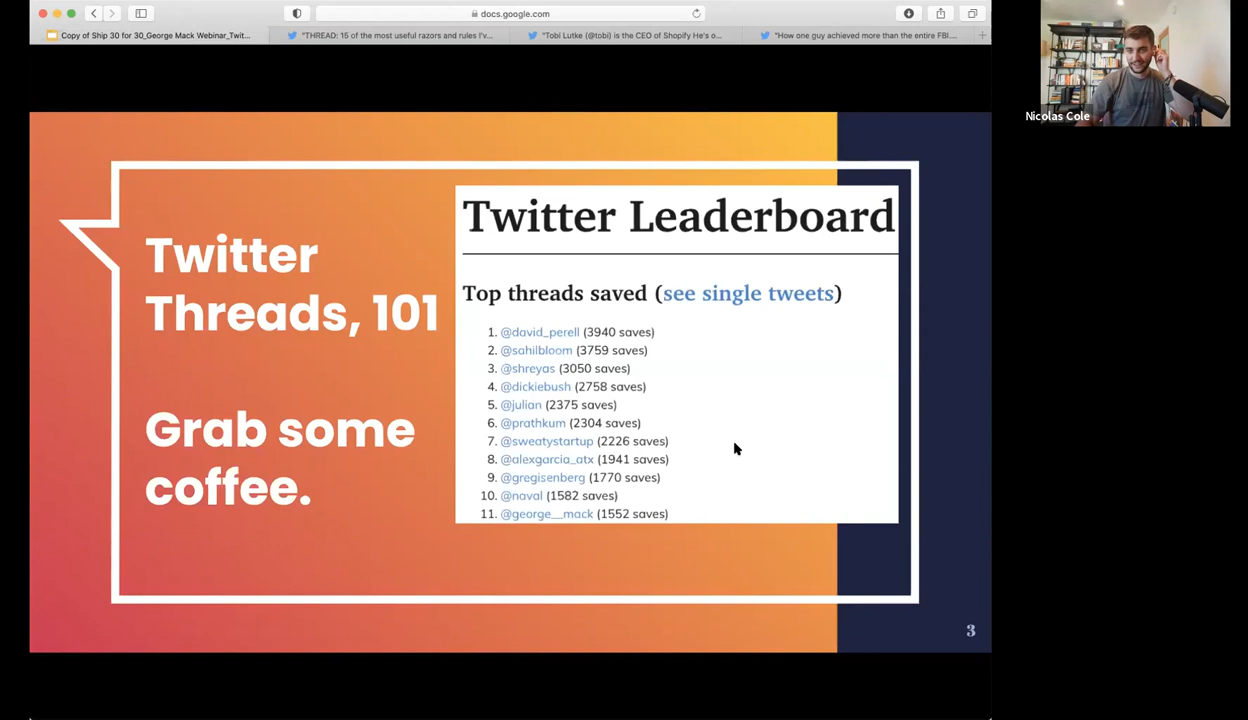 docs.google.com
Copy of Ship 30 for 30_George Mack Webinar_Twit...
"THREAD: 15 of the most useful razors and rules I'v...
"Tobi Lutke (@tobi) is the CEO of Shopify He's o...
"How one guy achieved more than the entire FBI....
Nicolas Cole
Twitter
Threads, 101
Grab some
coffee.
Twitter Leaderboard
Top threads saved (see single tweets)
1. @david_perell (3940 saves)
2. @sahilbloom (3759 saves)
3. @shreyas (3050 saves)
4. @dickiebush (2758 saves)
5. @julian (2375 saves)
6. @prathkum (2304 saves)
7. @sweatystartup (2226 saves)
8. @alexgarcia_atx (1941 saves)
9. @gregisenberg (1770 saves)
10. @naval (1582 saves)
11. @george__mack (1552 saves)
3